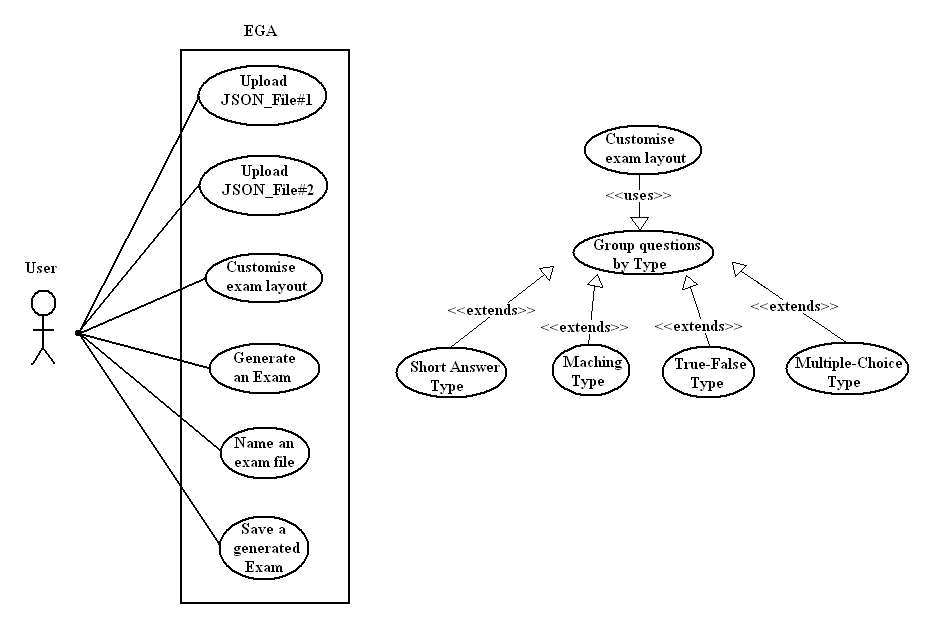 EGA
Upload
JSON_File#1
Upload
JSON_File#2
User
Customise
exam layout
Generate
an Exam
Name an
exam file
Save a
generated
Exam
Customise
exam layout
<<uses>>
Group questions
by Type
<<extends>>
<<extends>>
<<extends>>
<<extends>>
Short Answer
Type
Maching
Type
True-False
Type
Multiple-Choice
Type